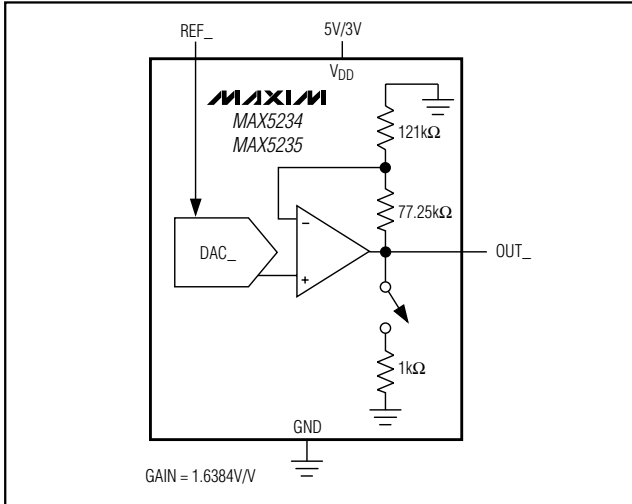 REF_
5V/3V
VDD
MAXIM
MAX5234
MAX5235
121kΩ
77.25kΩ
DAC_
−
+
OUT_
1kΩ
GND
GAIN = 1.6384V/V